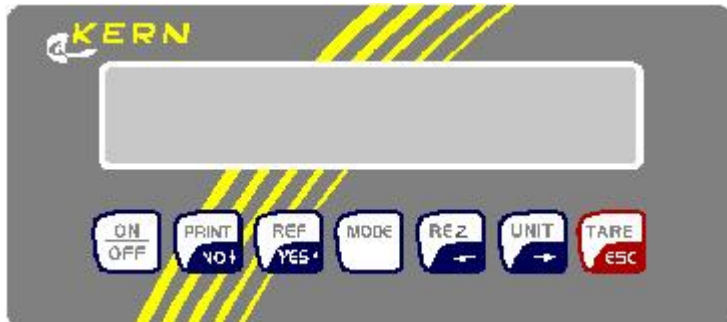 KERN
ON PRINT REF MODE REZ UNIT TARE
OFF NO YES ESC